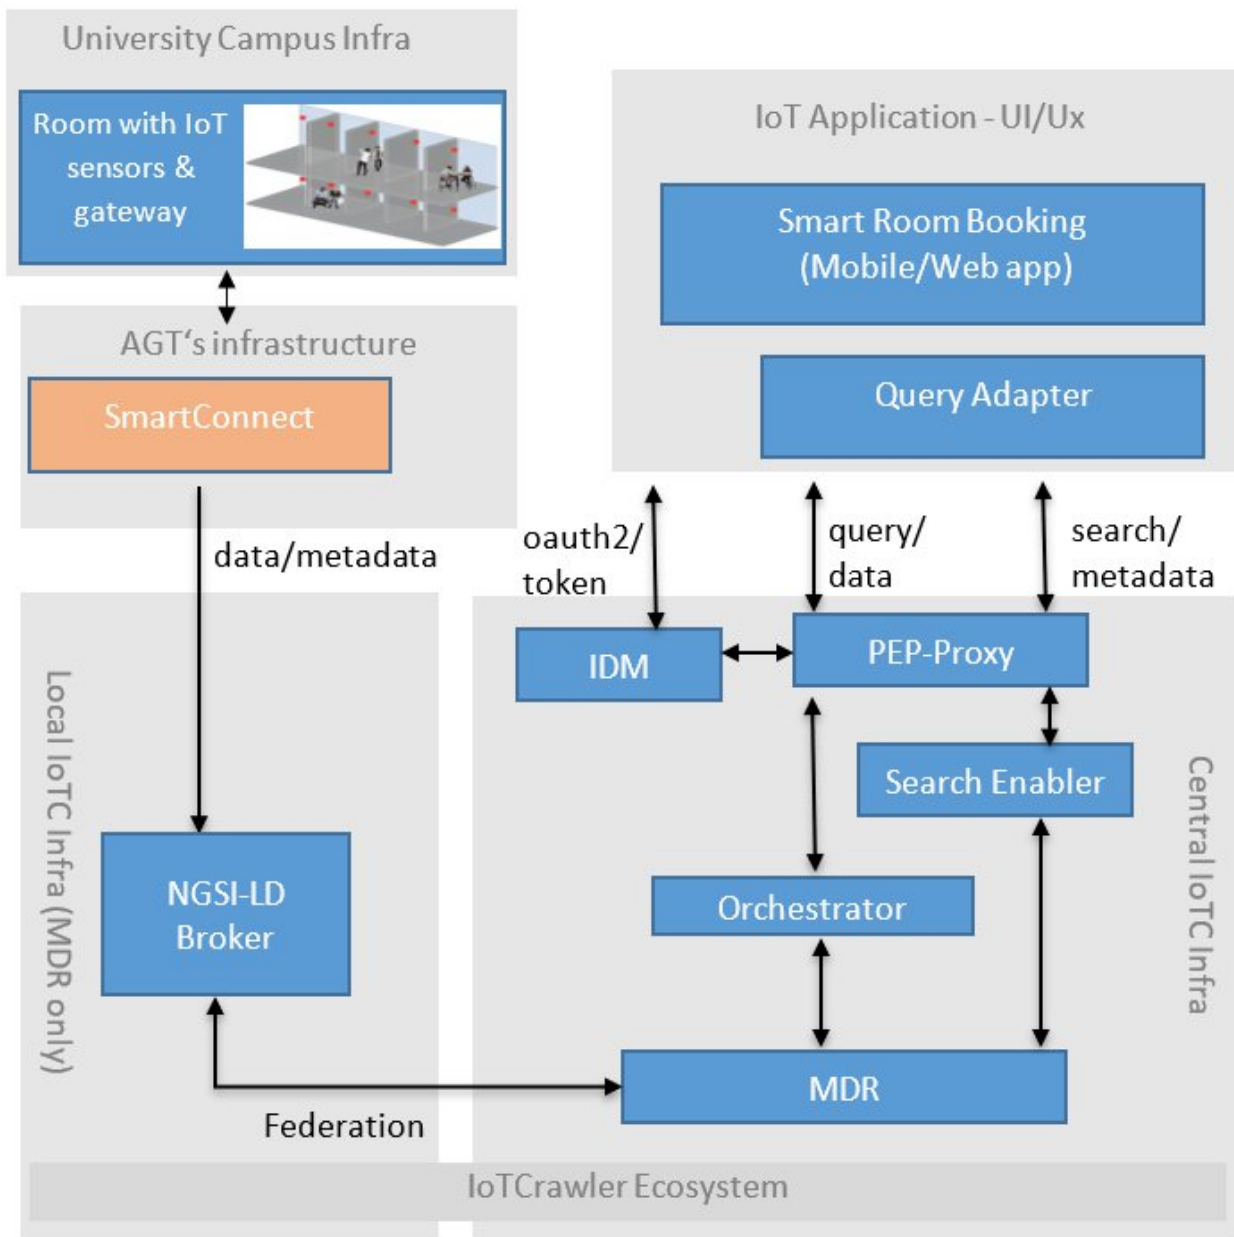 University Campus Infra
Room with IoT
sensors &
gateway
AGT‘s infrastructure
SmartConnect
data/metadata
IoT Application - UI/Ux
Smart Room Booking
(Mobile/Web app)
Query Adapter
oauth2/
token
query/
data
search/
metadata
Local IoTC Infra (MDR only)
NGSI-LD
Broker
Federation
IDM
PEP-Proxy
Search Enabler
Orchestrator
MDR
Central IoTC Infra
IoTCrawler Ecosystem